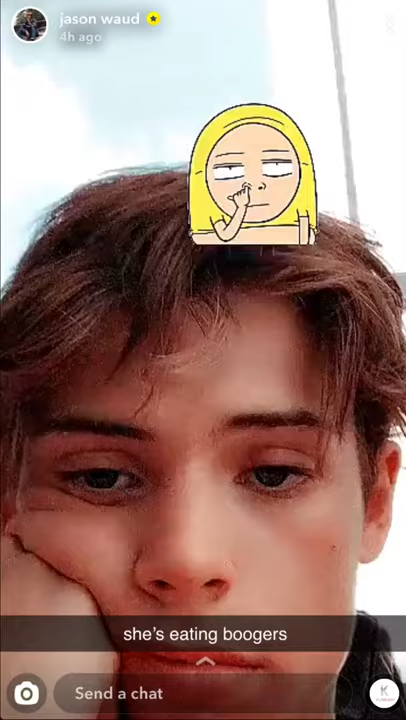 jason waud
4h ago
she's eating boogers
Send a chat
K